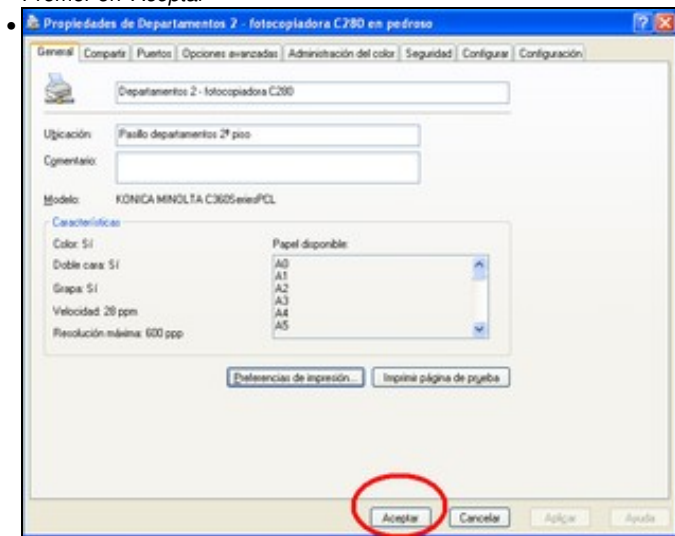 Premer en Aceptar
Propiedades de Departamentos 2 - fotocopiadora C280 en pedroso
General Compartir Puertos Opciones avanzadas Administración del color Seguridad Configurar Configuración
Departamentos 2 - fotocopiadora C280
Ubicación: Pasillo departamentos 2º piso
Comentario:
Modelo: KONICA MINOLTA C360SeriesPCL
Características
Color: Sí Papel disponible:
Doble cara: Sí A0
A1
Grapa: Sí A2
A3
Velocidad: 28 ppm A4
Resolución máxima: 600 ppp A5
Preferencias de impresión... Imprimir página de prueba
Aceptar Cancelar Aplicar Ayuda